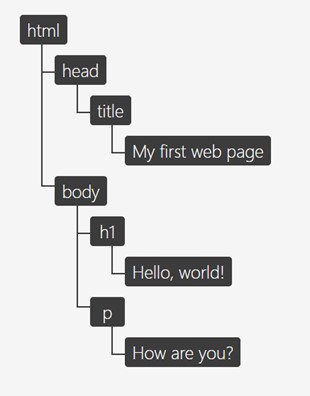 html
head
title
My first web page
body
h1
Hello, world!
p
How are you?